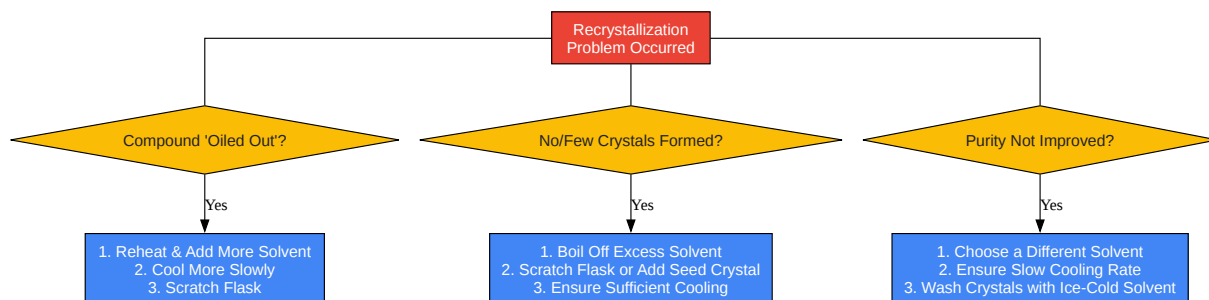 Recrystallization
Problem Occurred
Compound 'Oiled Out'?
No/Few Crystals Formed?
Purity Not Improved?
Yes
Yes
Yes
1. Reheat & Add More Solvent
2. Cool More Slowly
3. Scratch Flask
1. Boil Off Excess Solvent
2. Scratch Flask or Add Seed Crystal
3. Ensure Sufficient Cooling
1. Choose a Different Solvent
2. Ensure Slow Cooling Rate
3. Wash Crystals with Ice-Cold Solvent